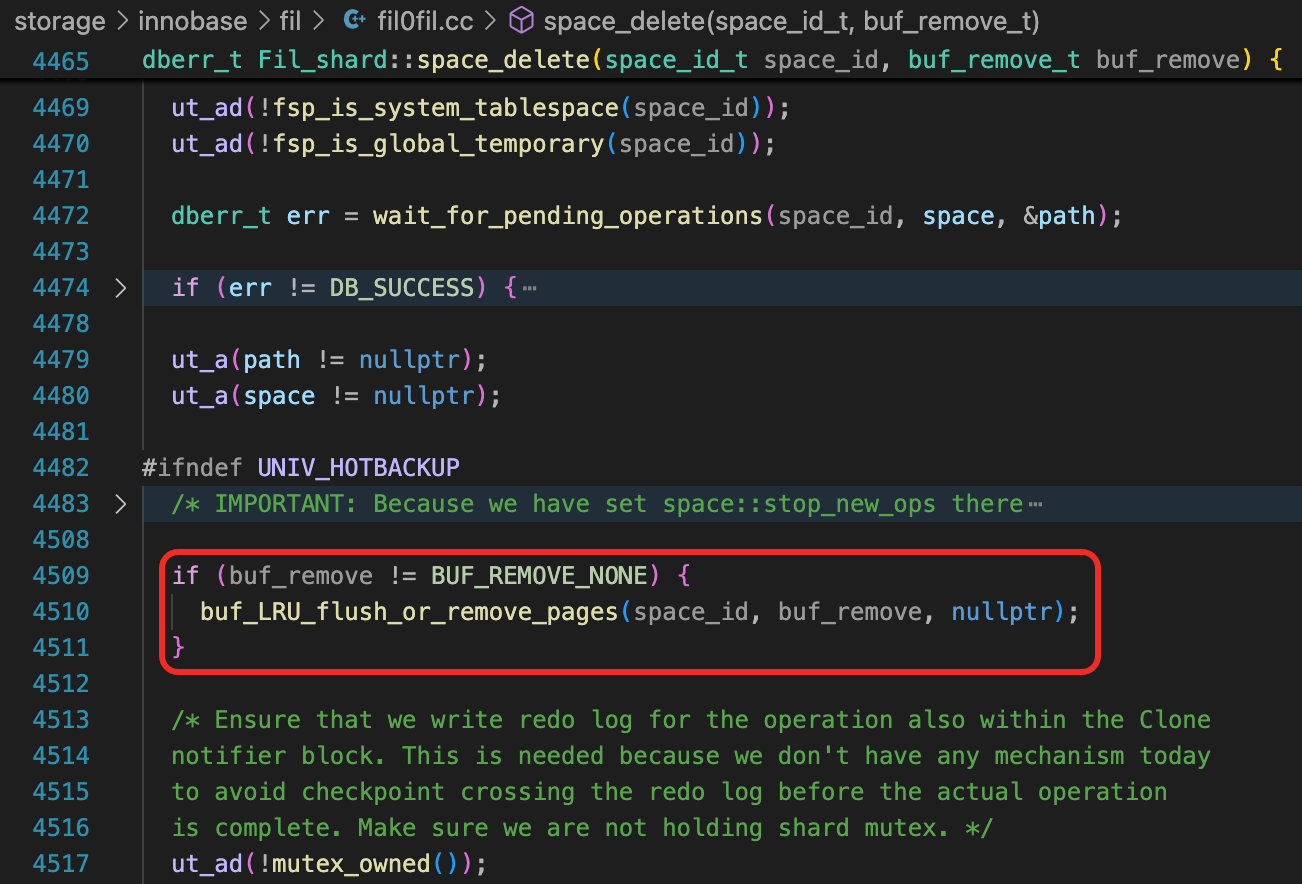 storage > innobase > fil > fil0fil.cc > space_delete(space_id_t, buf_remove_t)
4465 dberr_t Fil_shard::space_delete(space_id_t space_id, buf_remove_t buf_remove) {
4469 ut_ad(!fsp_is_system_tablespace(space_id));
4470 ut_ad(!fsp_is_global_temporary(space_id));
4471
4472 dberr_t err = wait_for_pending_operations(space_id, space, &path);
4473
4474 > if (err != DB_SUCCESS) { ⋯
4478
4479 ut_a(path != nullptr);
4480 ut_a(space != nullptr);
4481
4482 #ifndef UNIV_HOTBACKUP
4483 > /* IMPORTANT: Because we have set space::stop_new_ops there ⋯
4508
4509 if (buf_remove != BUF_REMOVE_NONE) {
4510 buf_LRU_flush_or_remove_pages(space_id, buf_remove, nullptr);
4511 }
4512
4513 /* Ensure that we write redo log for the operation also within the Clone
4514 notifier block. This is needed because we don't have any mechanism today
4515 to avoid checkpoint crossing the redo log before the actual operation
4516 is complete. Make sure we are not holding shard mutex. */
4517 ut_ad(!mutex_owned());